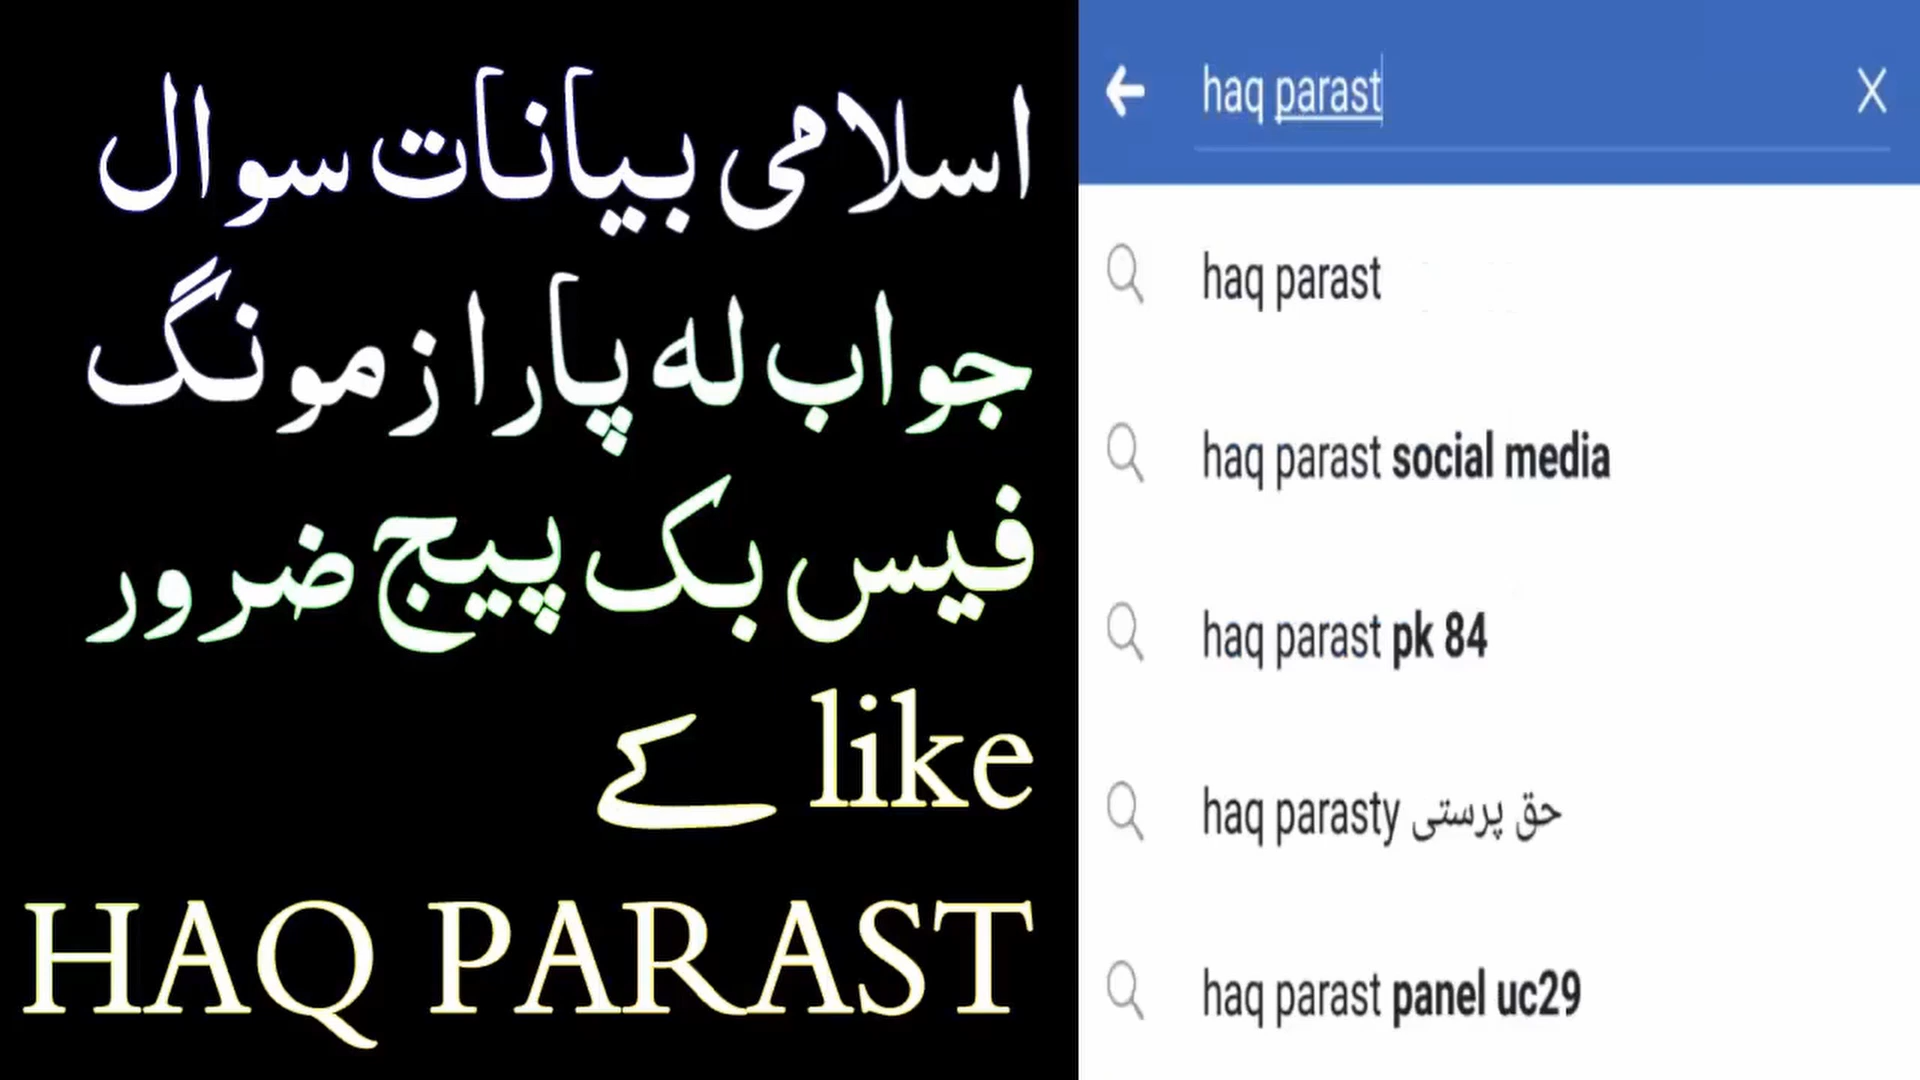 اسلامی بیانات سوال
جواب له پارا زمونگ
فیس بک پیج ضرور
like کے
HAQ PARAST
haq parast
haq parast
haq parast social media
haq parast pk 84
haq parasty حق پرستی
haq parast panel uc29